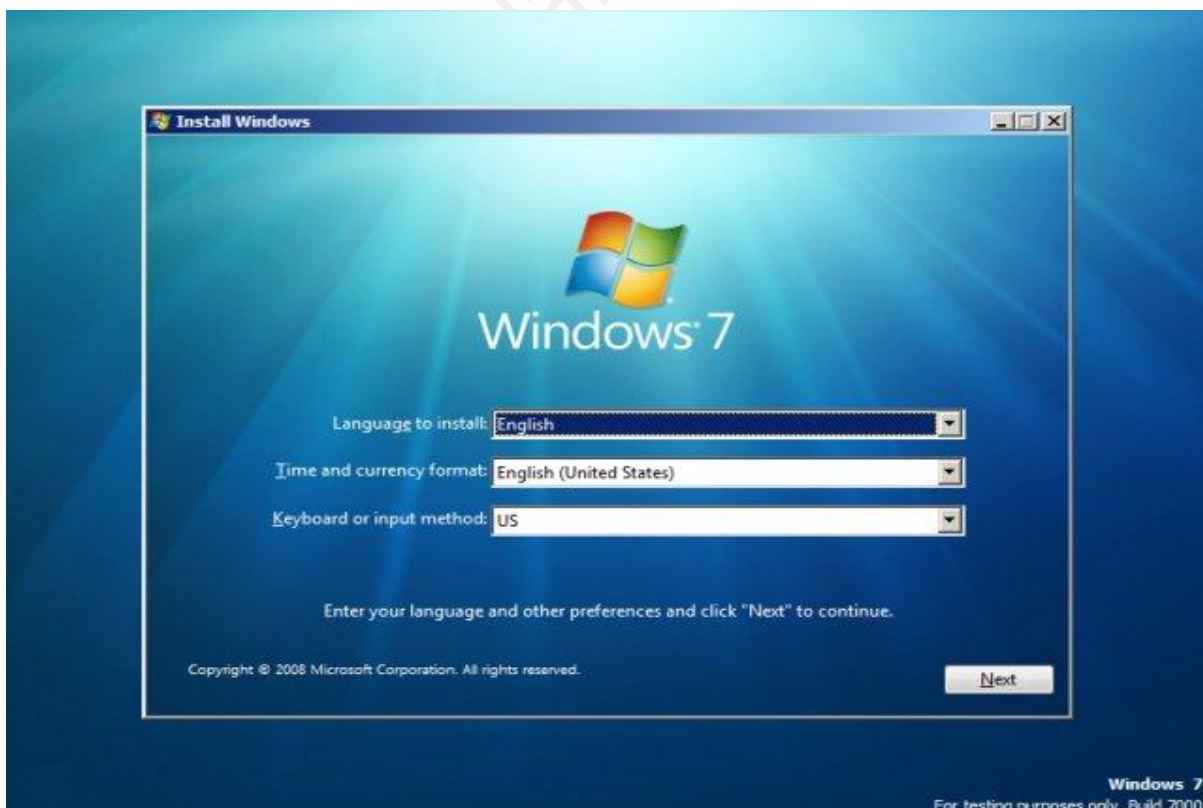 Install Windows
Windows® 7
Language to install: English
Time and currency format: English (United States)
Keyboard or input method: US
Enter your language and other preferences and click "Next" to continue.
Copyright © 2008 Microsoft Corporation. All rights reserved.
Next
Windows 7
For testing purposes only. Build 7000